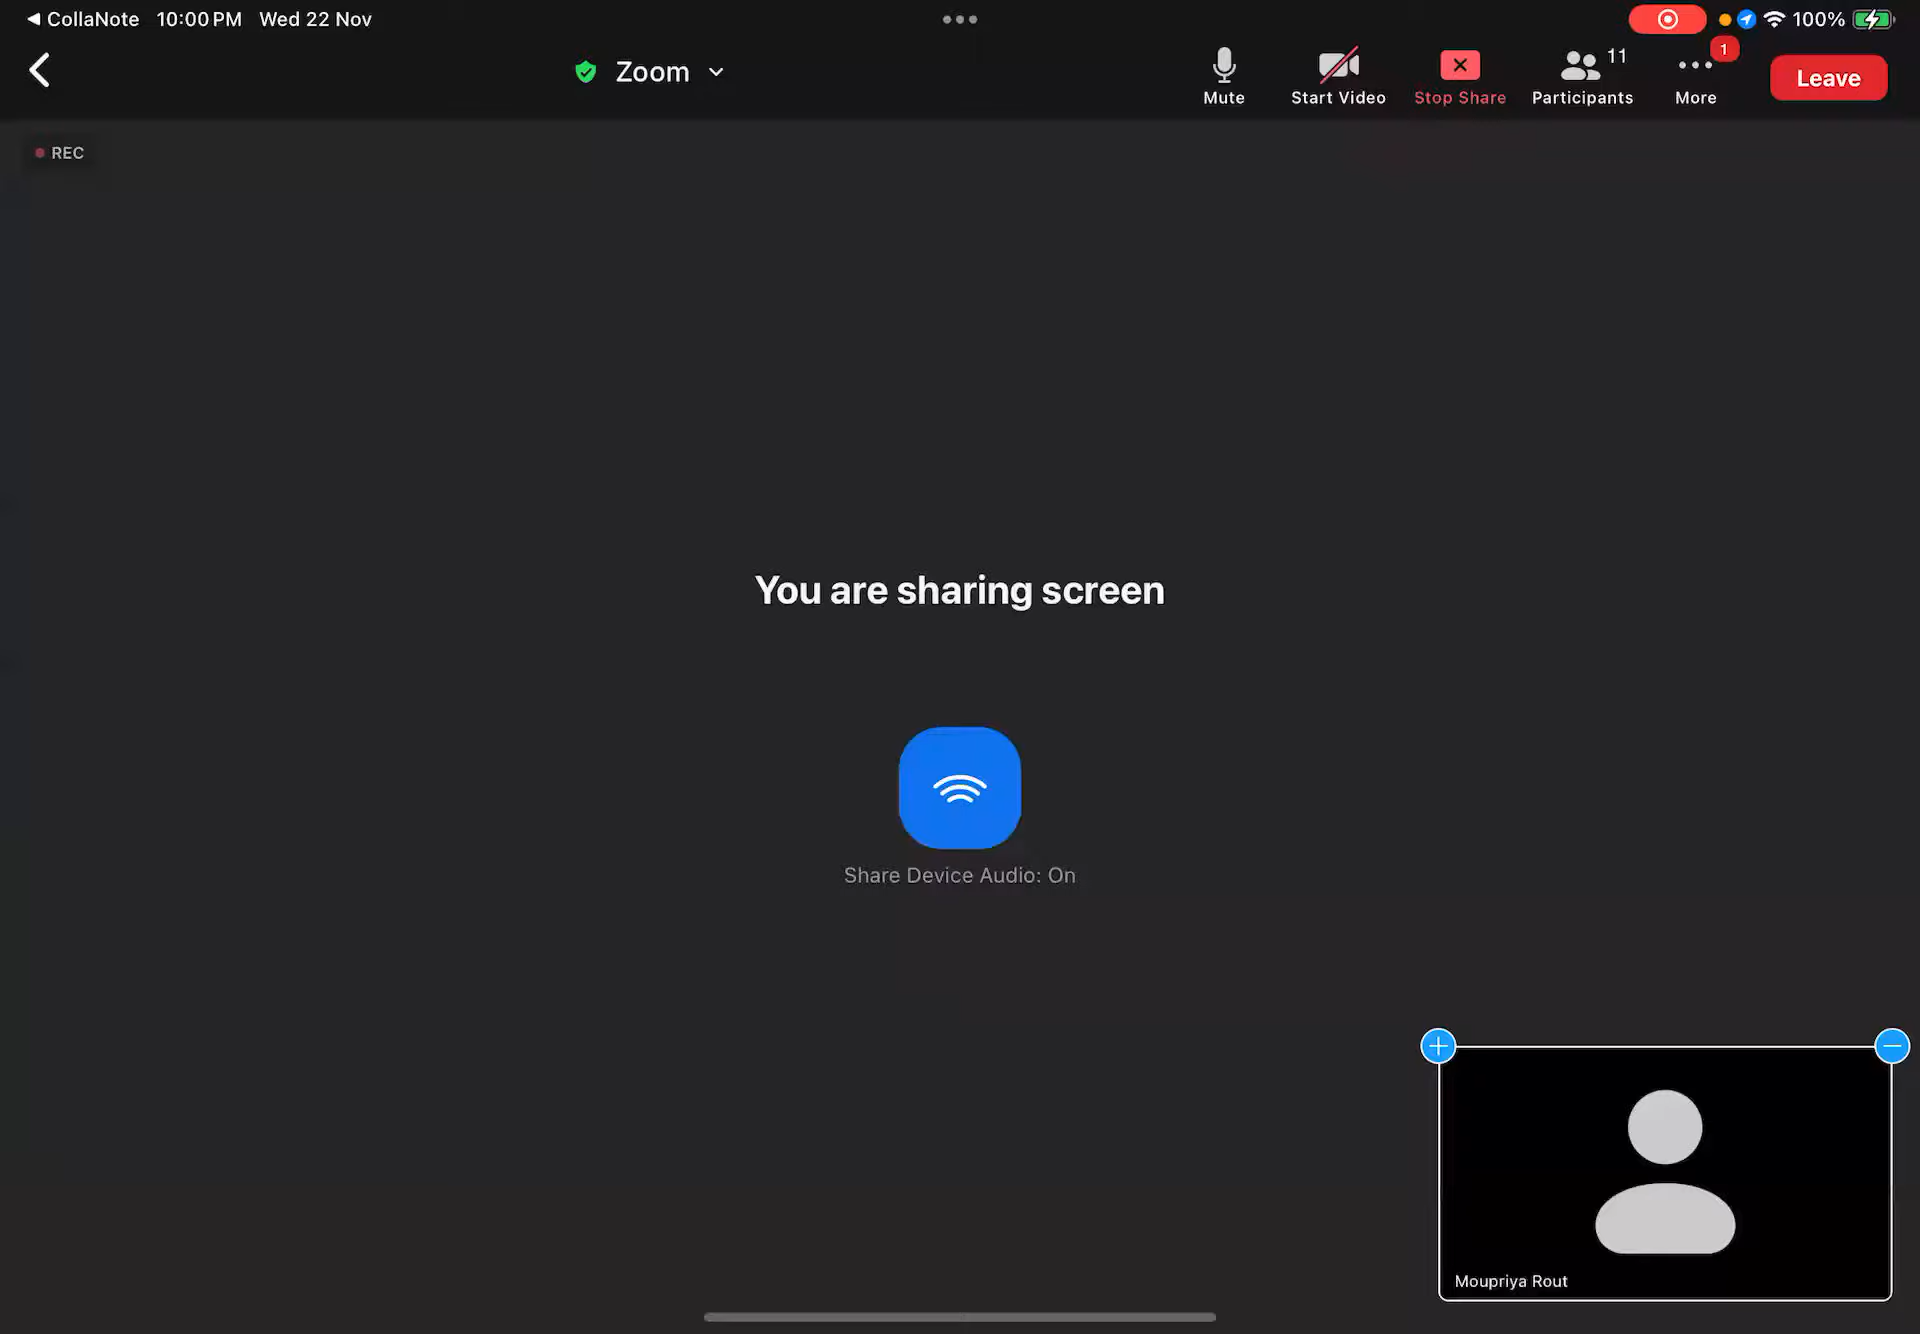 CollaNote 10:00 PM Wed 22 Nov
100%
Zoom
11
1
Mute
Start Video
Stop Share
Participants
More
Leave
REC
You are sharing screen
Share Device Audio: On
Moupriya Rout